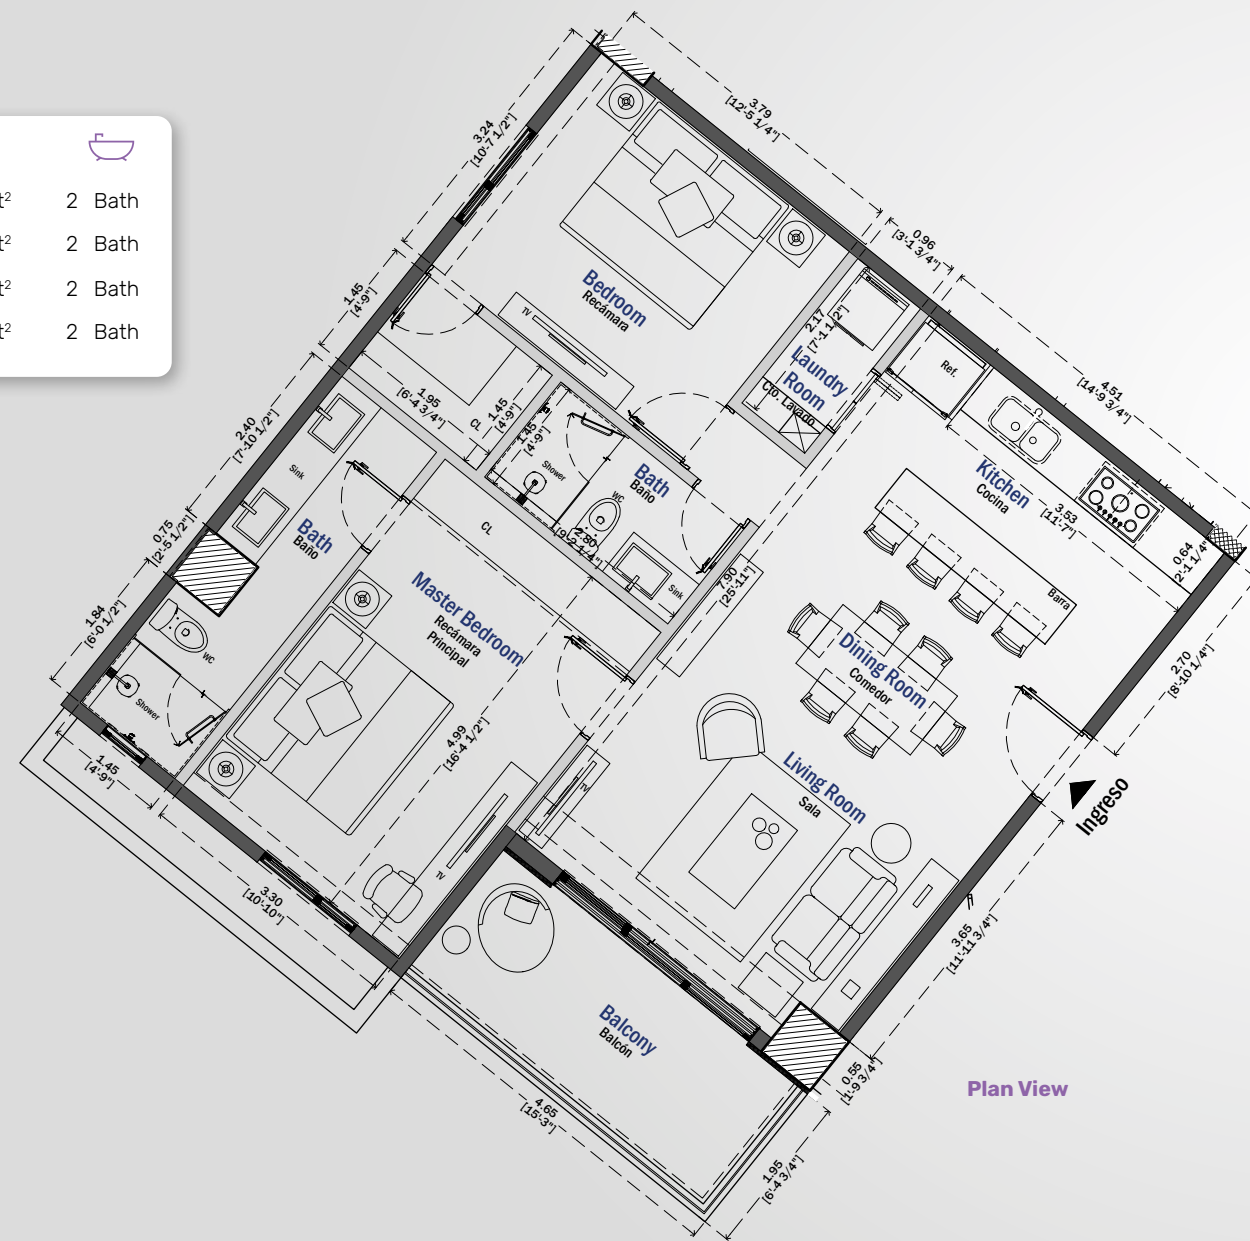 t²
2 Bath
t²
2 Bath
t²
2 Bath
t²
2 Bath
3.79
[12'-5 1/4"]
3.24
[10'-7 1/2"]
0.96
[3'-1 3/4"]
1.45
[4'-9"]
Bedroom
Recámara
TV
2.17
[7'-1 1/2"]
Laundry
Room
Cto. Lavado
Ref.
4.51
[14'-9 3/4"]
1.95
[6'-4 3/4"]
1.45
[4'-9"]
CL
2.40
[7'-10 1/2"]
Sink
1.45
[4'-9"]
Shower
Bath
Baño
WC
2.80
[9'-2 1/4"]
Sink
Kitchen
Cocina
3.53
[11'-7"]
0.64
2'-1 1/4"]
Barra
CL
Bath
Baño
0.75
[2'-5 1/2"]
7.90
[25'-11"]
Master Bedroom
Recámara
Principal
1.84
[6'-0 1/2"]
WC
Shower
Dining Room
Comedor
2.70
[8'-10 1/4"]
4.99
[16'-4 1/2"]
1.45
[4'-9"]
Living Room
Sala
TV
Ingreso
TV
3.30
[10'-10"]
3.65
[11'-11 3/4"]
Balcony
Balcón
0.55
[1'-9 3/4"]
4.65
[15'-3"]
1.95
[6'-4 3/4"]
Plan View